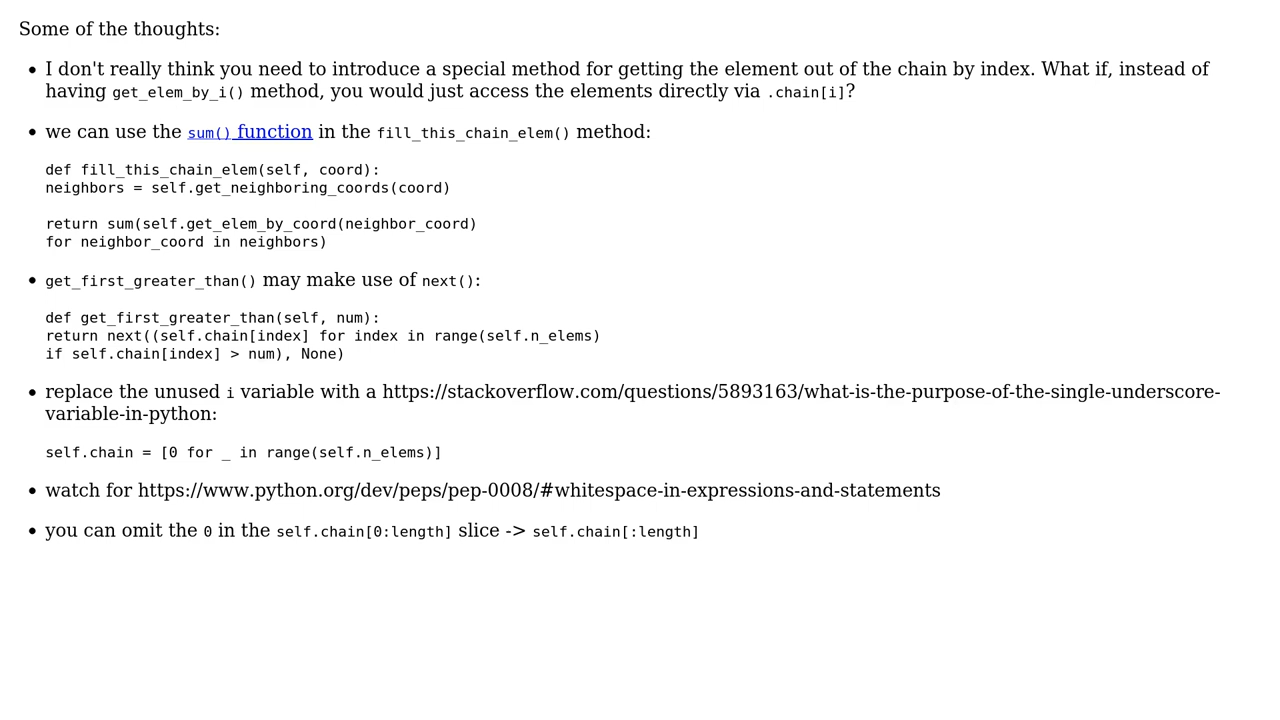 Some of the thoughts:
• I don't really think you need to introduce a special method for getting the element out of the chain by index. What if, instead of
having get_elem_by_i() method, you would just access the elements directly via .chain[i]?
• we can use the sum() function in the fill_this_chain_elem() method:
def fill_this_chain_elem(self, coord):
neighbors = self.get_neighboring_coords(coord)
return sum(self.get_elem_by_coord(neighbor_coord)
for neighbor_coord in neighbors)
• get_first_greater_than() may make use of next():
def get_first_greater_than(self, num):
return next((self.chain[index] for index in range(self.n_elems)
if self.chain[index] > num), None)
• replace the unused i variable with a https://stackoverflow.com/questions/5893163/what-is-the-purpose-of-the-single-underscore-
variable-in-python:
self.chain = [0 for _ in range(self.n_elems)]
• watch for https://www.python.org/dev/peps/pep-0008/#whitespace-in-expressions-and-statements
• you can omit the 0 in the self.chain[0:length] slice -> self.chain[:length]